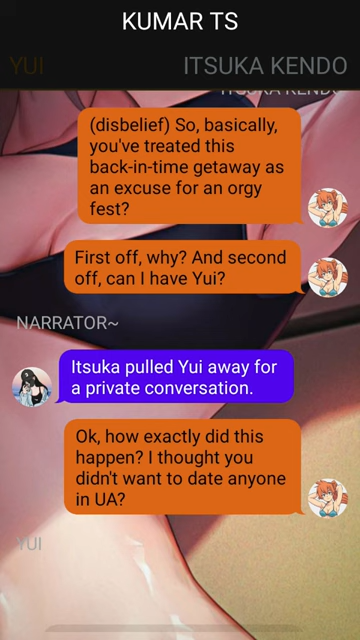 KUMAR TS
YUI
ITSUKA KENDO
ITSUKA KENDO
(disbelief) So, basically,
you've treated this
back-in-time getaway as
an excuse for an orgy
fest?
First off, why? And second
off, can I have Yui?
NARRATOR~
Itsuka pulled Yui away for
a private conversation.
Ok, how exactly did this
happen? I thought you
didn't want to date anyone
in UA?
YUI